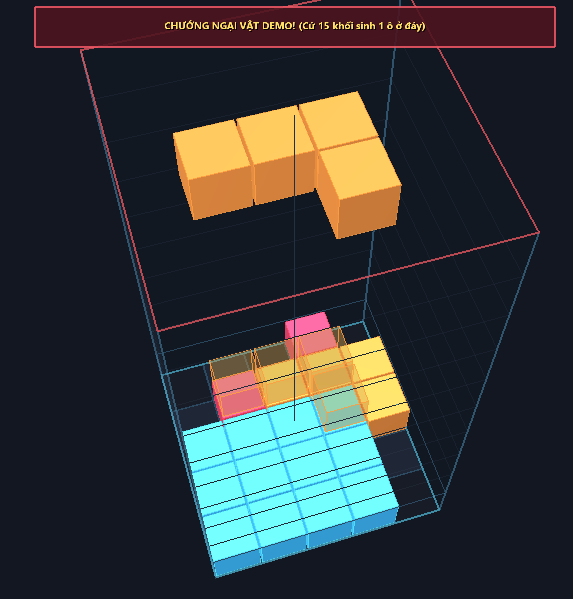 CHƯỚNG NGẠI VẬT DEMO! (Cứ 15 khối sinh 1 ô ở đáy)